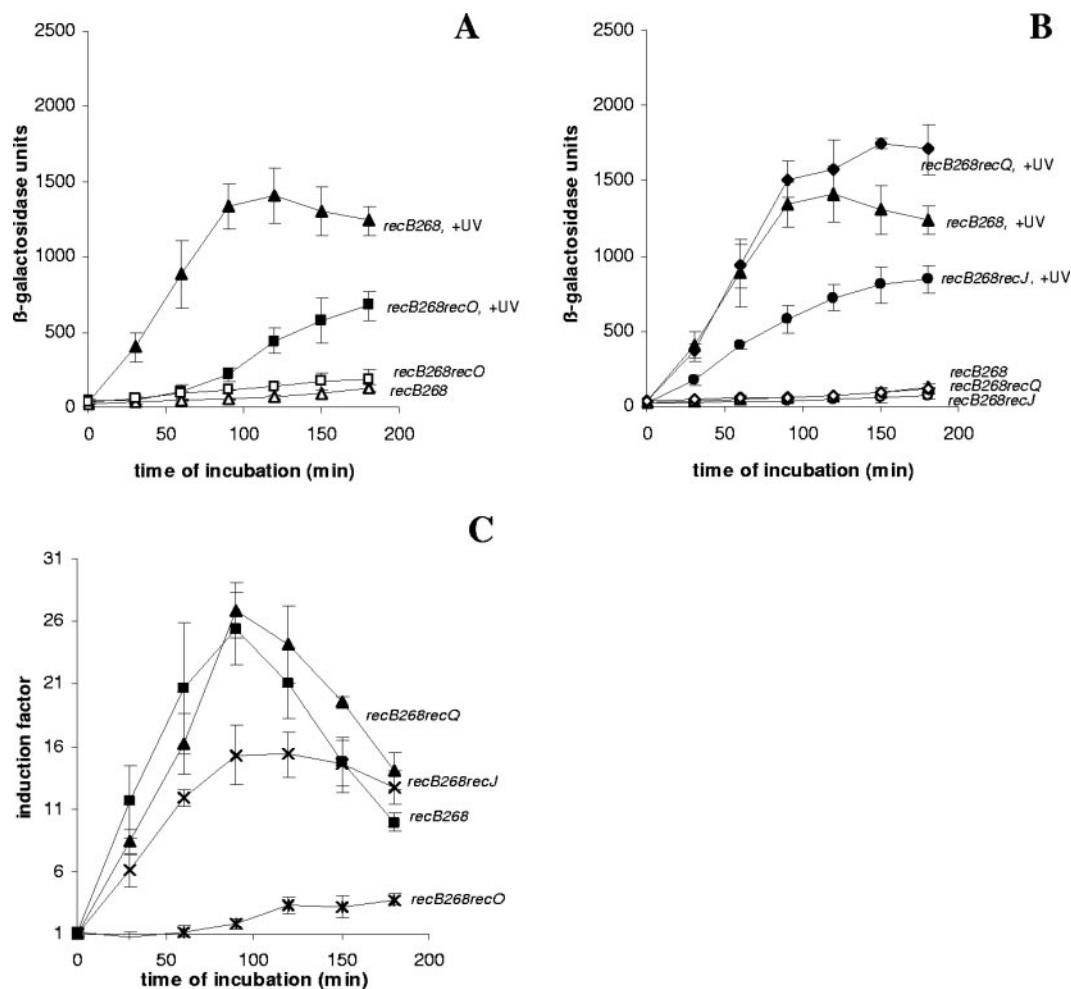 A
ß-galactosidase units
2500
2000
1500
1000
500
0
recB268, +UV
recB268recO, +UV
recB268recO
recB268
0 50 100 150 200
time of incubation (min)
B
ß-galactosidase units
2500
2000
1500
1000
500
0
recB268recQ, +UV
recB268, +UV
recB268recJ, +UV
recB268
recB268recQ
recB268recJ
0 50 100 150 200
time of incubation (min)
C
induction factor
31
26
21
16
11
6
1
recB268recQ
recB268recJ
recB268
recB268recO
0 50 100 150 200
time of incubation (min)